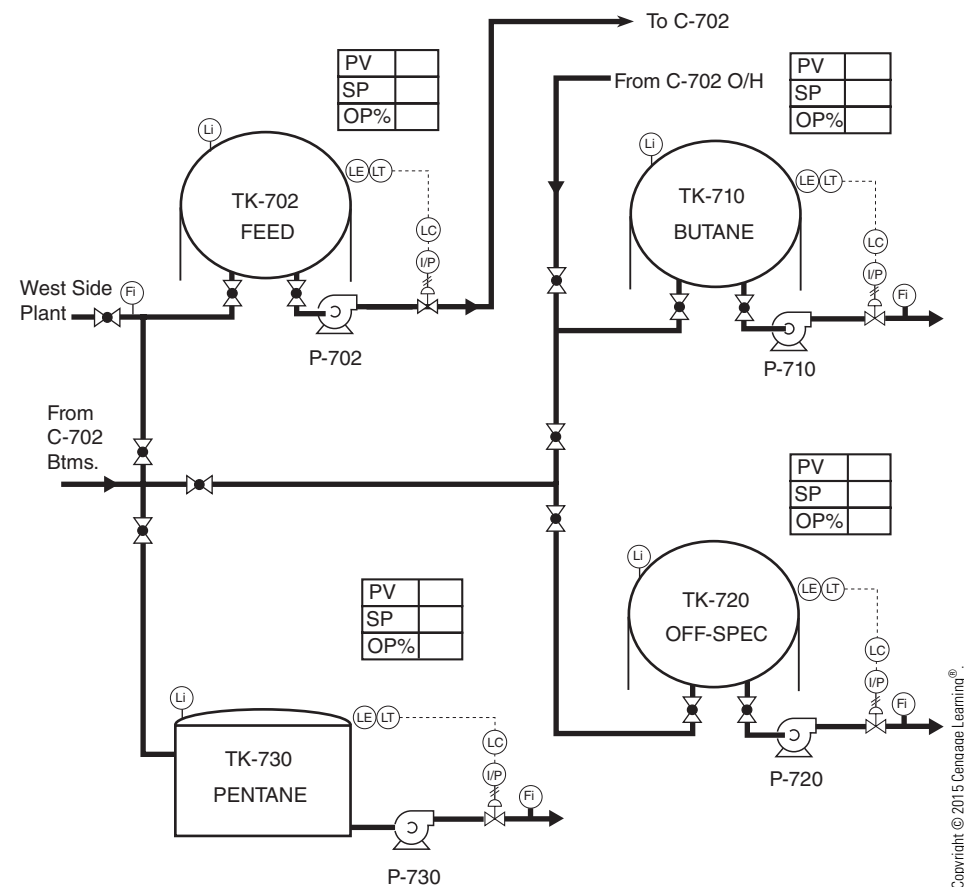 To C-702
PV
SP
OP%
From C-702 O/H
PV
SP
OP%
Li
TK-702
FEED
LE
LT
LC
I/P
Li
TK-710
BUTANE
LE
LT
LC
I/P
Fi
West Side
Plant
Fi
P-702
P-710
From
C-702
Btms.
PV
SP
OP%
Li
TK-720
OFF-SPEC
LE
LT
LC
I/P
Fi
P-720
PV
SP
OP%
Li
TK-730
PENTANE
LE
LT
LC
I/P
Fi
P-730
Copyright © 2015 Cengage Learning®.